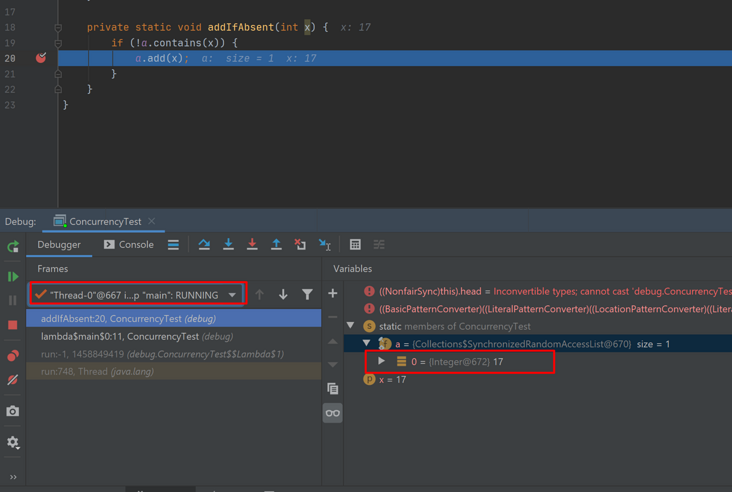 17
18 private static void addIfAbsent(int x) { x: 17
19 if (!a.contains(x)) {
20 a.add(x); a: size = 1 x: 17
21 }
22 }
23 }
Debug: ConcurrencyTest
Debugger Console
Frames
Variables
"Thread-0"@667 i...p "main": RUNNING
addIfAbsent:20, ConcurrencyTest (debug)
lambda$main$0:11, ConcurrencyTest (debug)
run:-1, 1458849419 (debug.ConcurrencyTest$$Lambda$1)
run:748, Thread (java.lang)
((NonfairSync)this).head = Inconvertible types; cannot cast 'debug.ConcurrencyTes
((BasicPatternConverter)((LiteralPatternConverter)((LocationPatternConverter)((Litera
static members of ConcurrencyTest
a = {Collections$SynchronizedRandomAccessList@670} size = 1
0 = {Integer@672} 17
x = 17